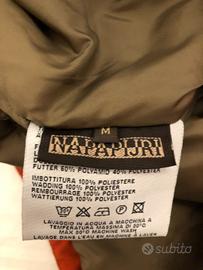 M
NAPAPIJRI
FUTTER 60% POLYAMID 40% POLYESTER
IMBOTTITURA 100% POLIESTERE
WADDING 100% POLYESTER
REMBOURRAGE 100% POLYESTER
WATTIERUNG 100% POLYESTER
LAVAGGIO IN ACQUA A MACCHINA A
TEMPERATURA MAX DI 30°
MAX 30°C MACHINE WASH
subito